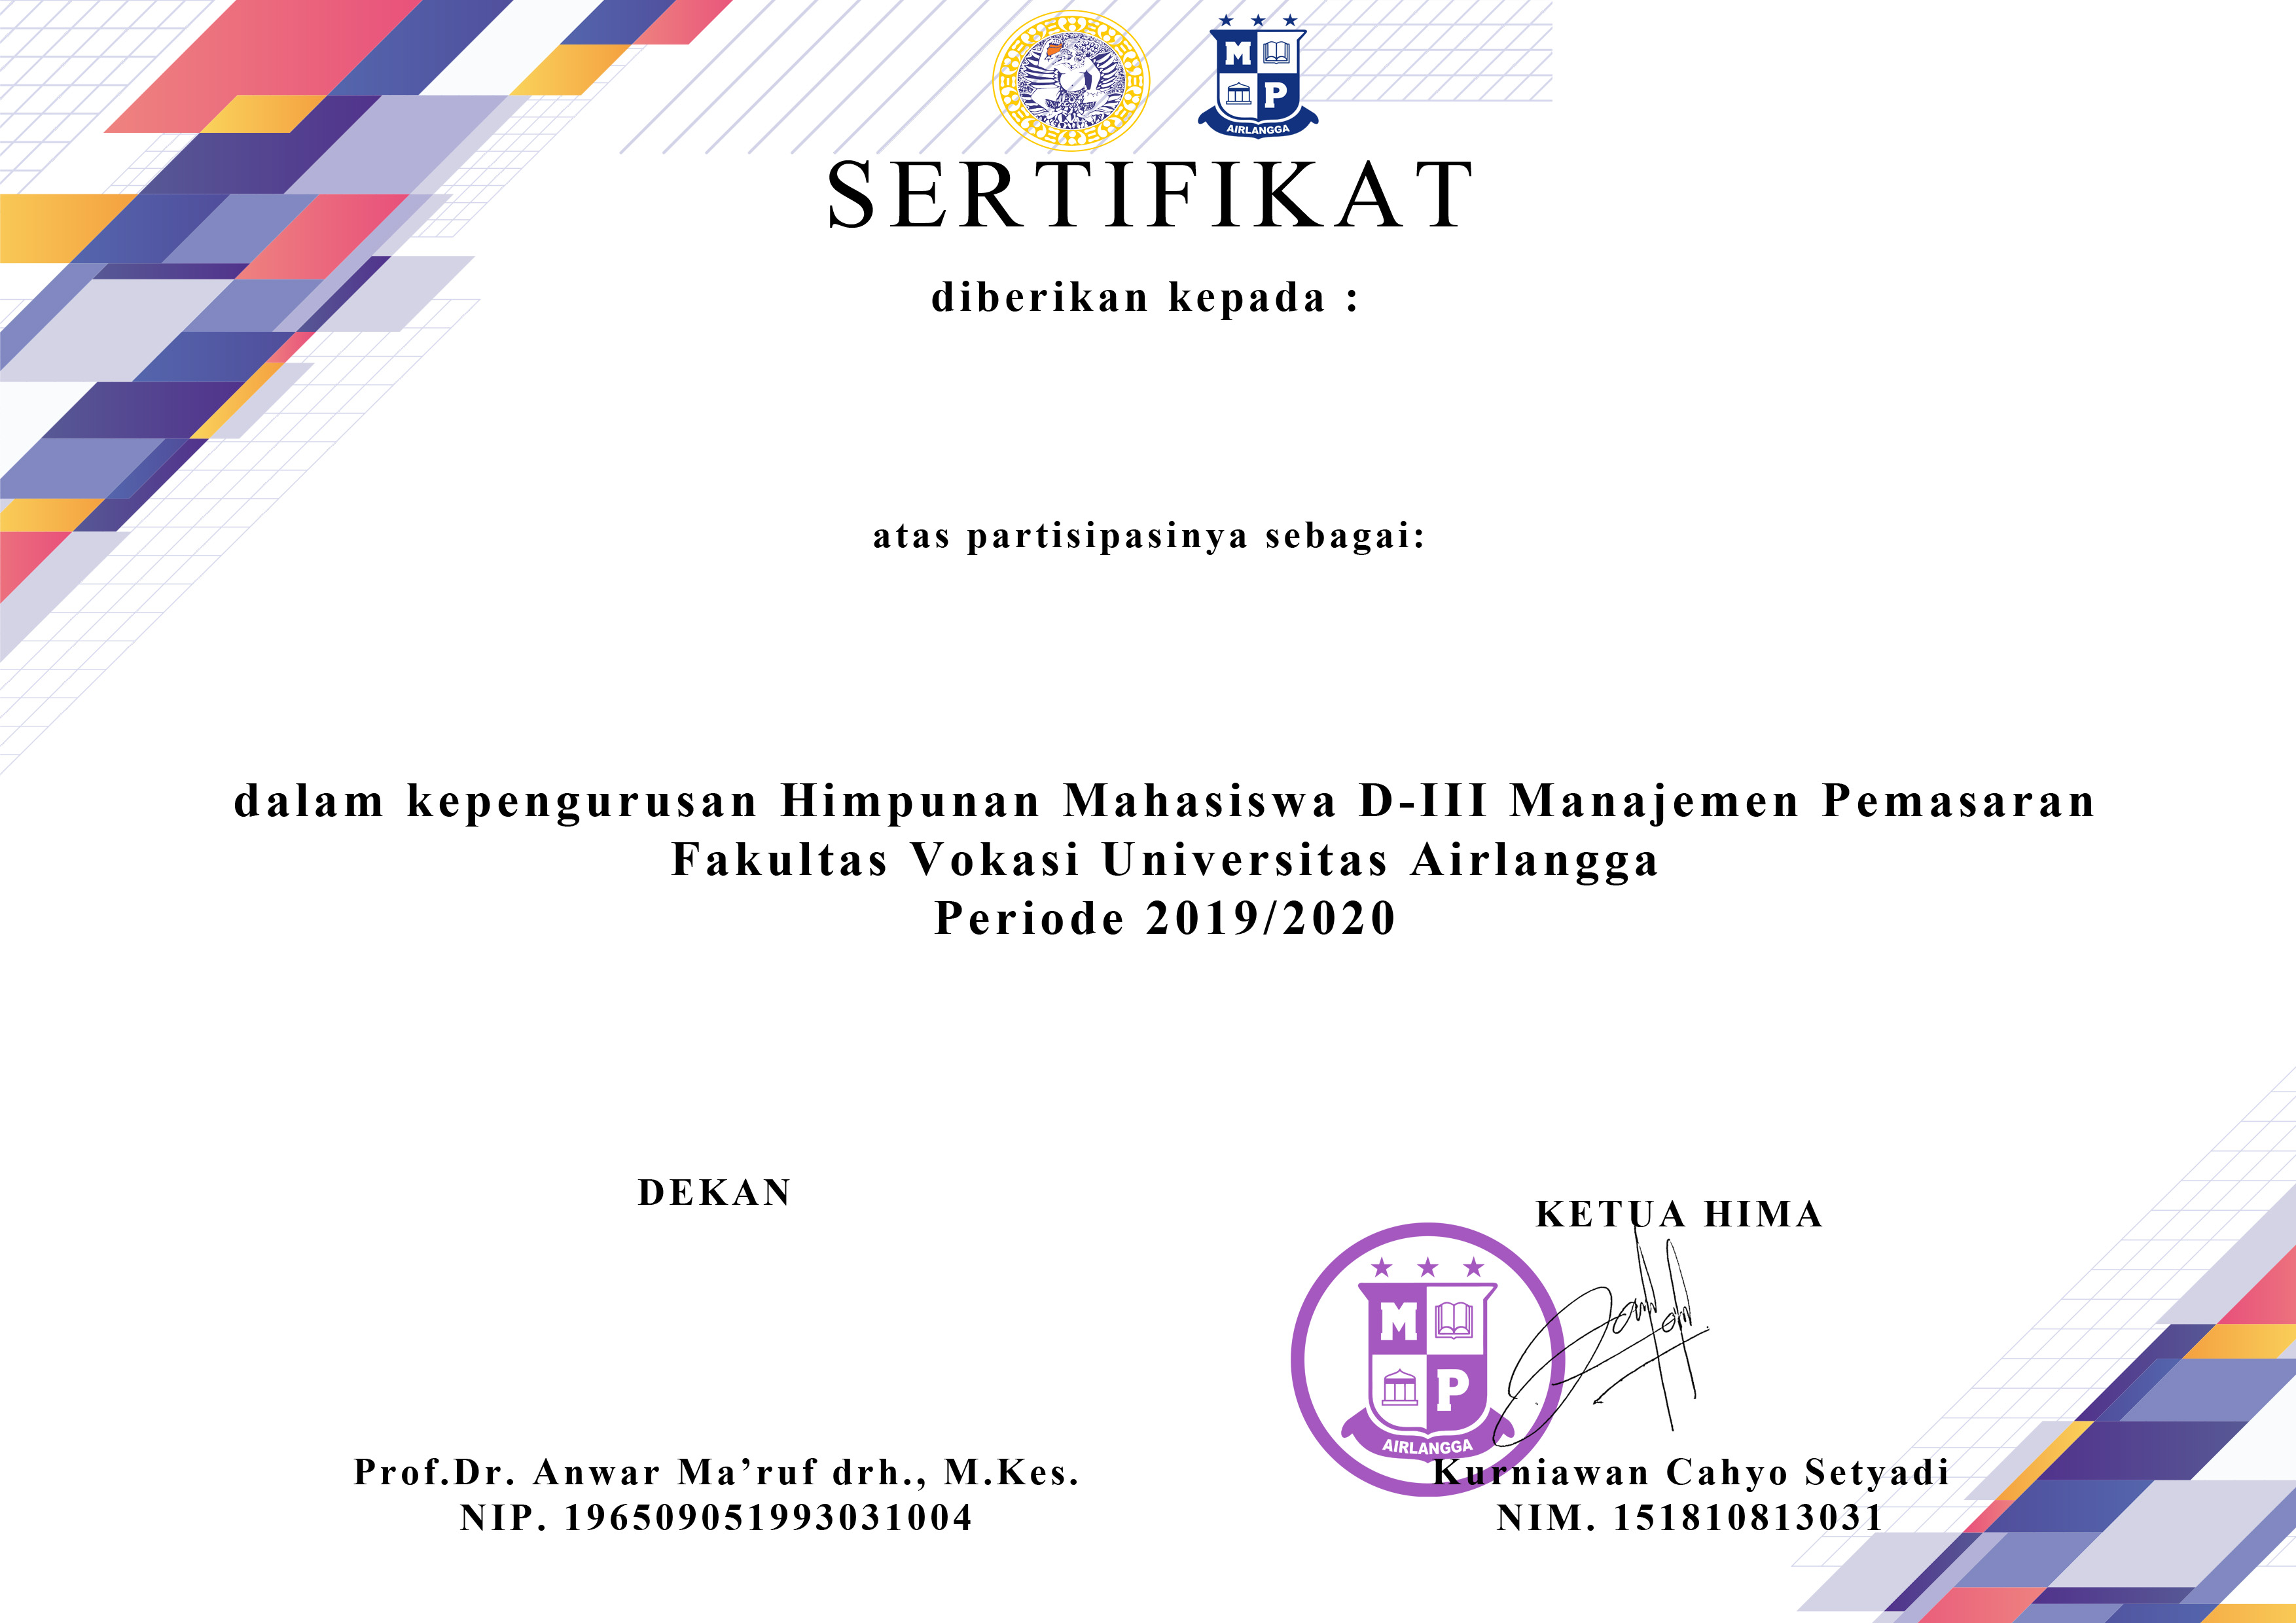 M
P
AIRLANGGA
SERTIFIKAT
diberikan kepada :
atas partisipasinya sebagai:
dalam kepengurusan Himpunan Mahasiswa D-III Manajemen Pemasaran
Fakultas Vokasi Universitas Airlangga
Periode 2019/2020
DEKAN
KETUA HIMA
M
P
AIRLANGGA
Prof.Dr. Anwar Ma’ruf drh., M.Kes.
NIP. 196509051993031004
Kurniawan Cahyo Setyadi
NIM. 151810813031